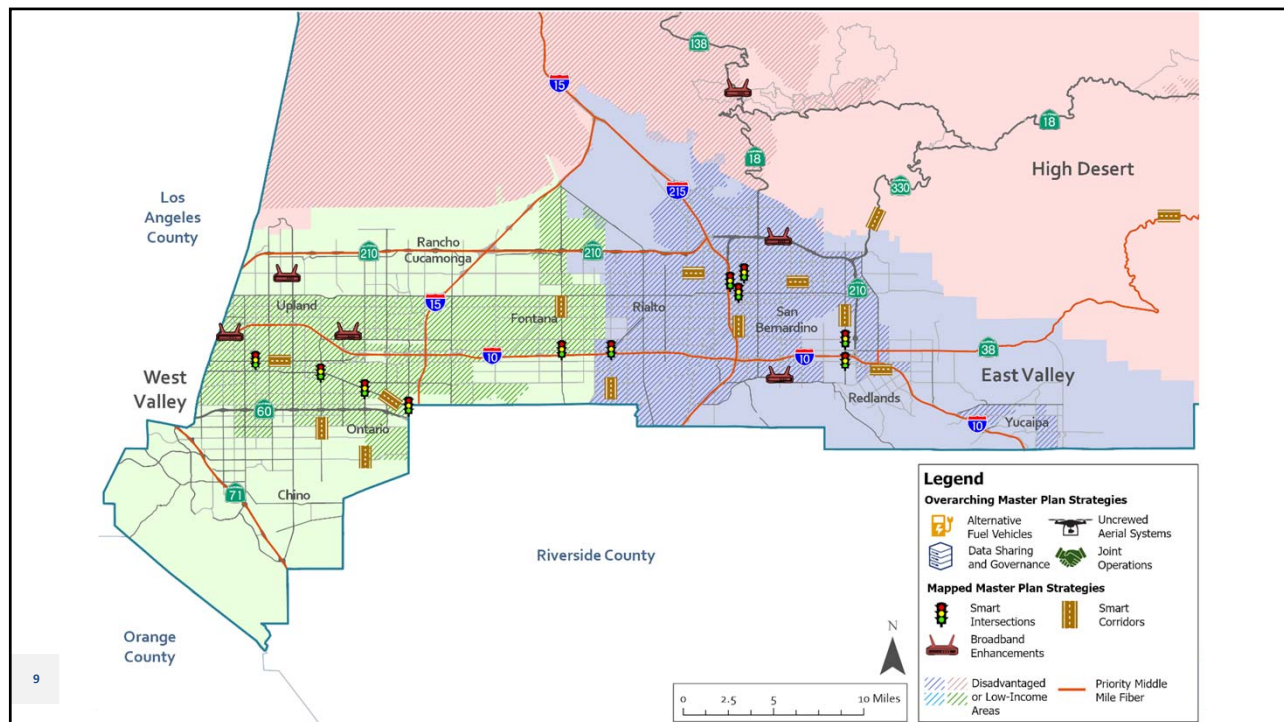 138
15
18
18
High Desert
330
215
Los
Angeles
County
Rancho
Cucamonga
210
210
210
Upland
15
Fontana
Rialto
San
Bernardino
10
10
38
West
Valley
East Valley
Redlands
60
Ontario
10
Yucaipa
71
Chino
Riverside County
Orange
County
Legend
Overarching Master Plan Strategies
Alternative
Fuel Vehicles
Uncrewed
Aerial Systems
Data Sharing
and Governance
Joint
Operations
Mapped Master Plan Strategies
Smart
Intersections
Smart
Corridors
Broadband
Enhancements
Disadvantaged
or Low-Income
Areas
Priority Middle
Mile Fiber
N
0 2.5 5 10 Miles
9